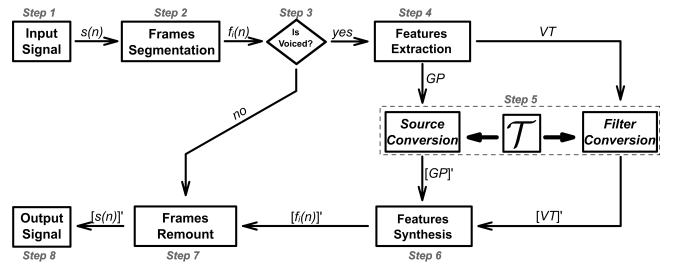 Step 1
Input
Signal
s(n)
Step 2
Frames
Segmentation
fᵢ(n)
Step 3
Is
Voiced?
yes
no
Step 4
Features
Extraction
VT
GP
Step 5
Source
Conversion
T
Filter
Conversion
[GP]'
[VT]'
Features
Synthesis
Step 6
[fᵢ(n)]'
Frames
Remount
Step 7
[s(n)]'
Output
Signal
Step 8